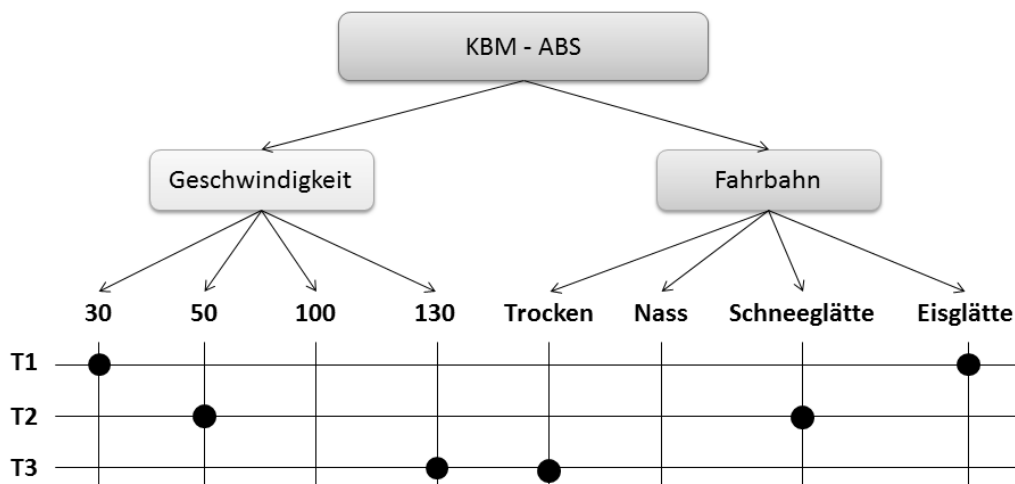 KBM - ABS
Geschwindigkeit
Fahrbahn
30 50 100 130 Trocken Nass Schneeglätte Eisglätte
T1
T2
T3